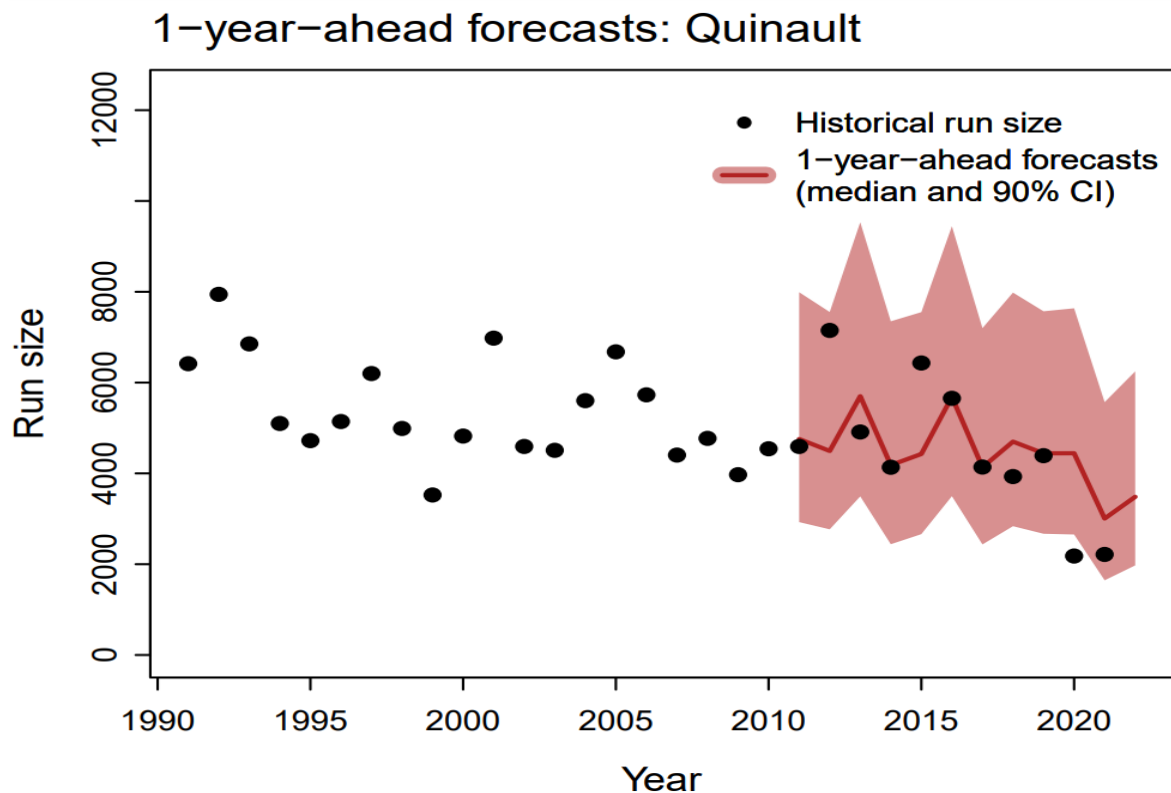 1−year−ahead forecasts: Quinault
Historical run size
1−year−ahead forecasts
(median and 90% CI)
Run size
12000
8000
6000
4000
2000
0
1990 1995 2000 2005 2010 2015 2020
Year